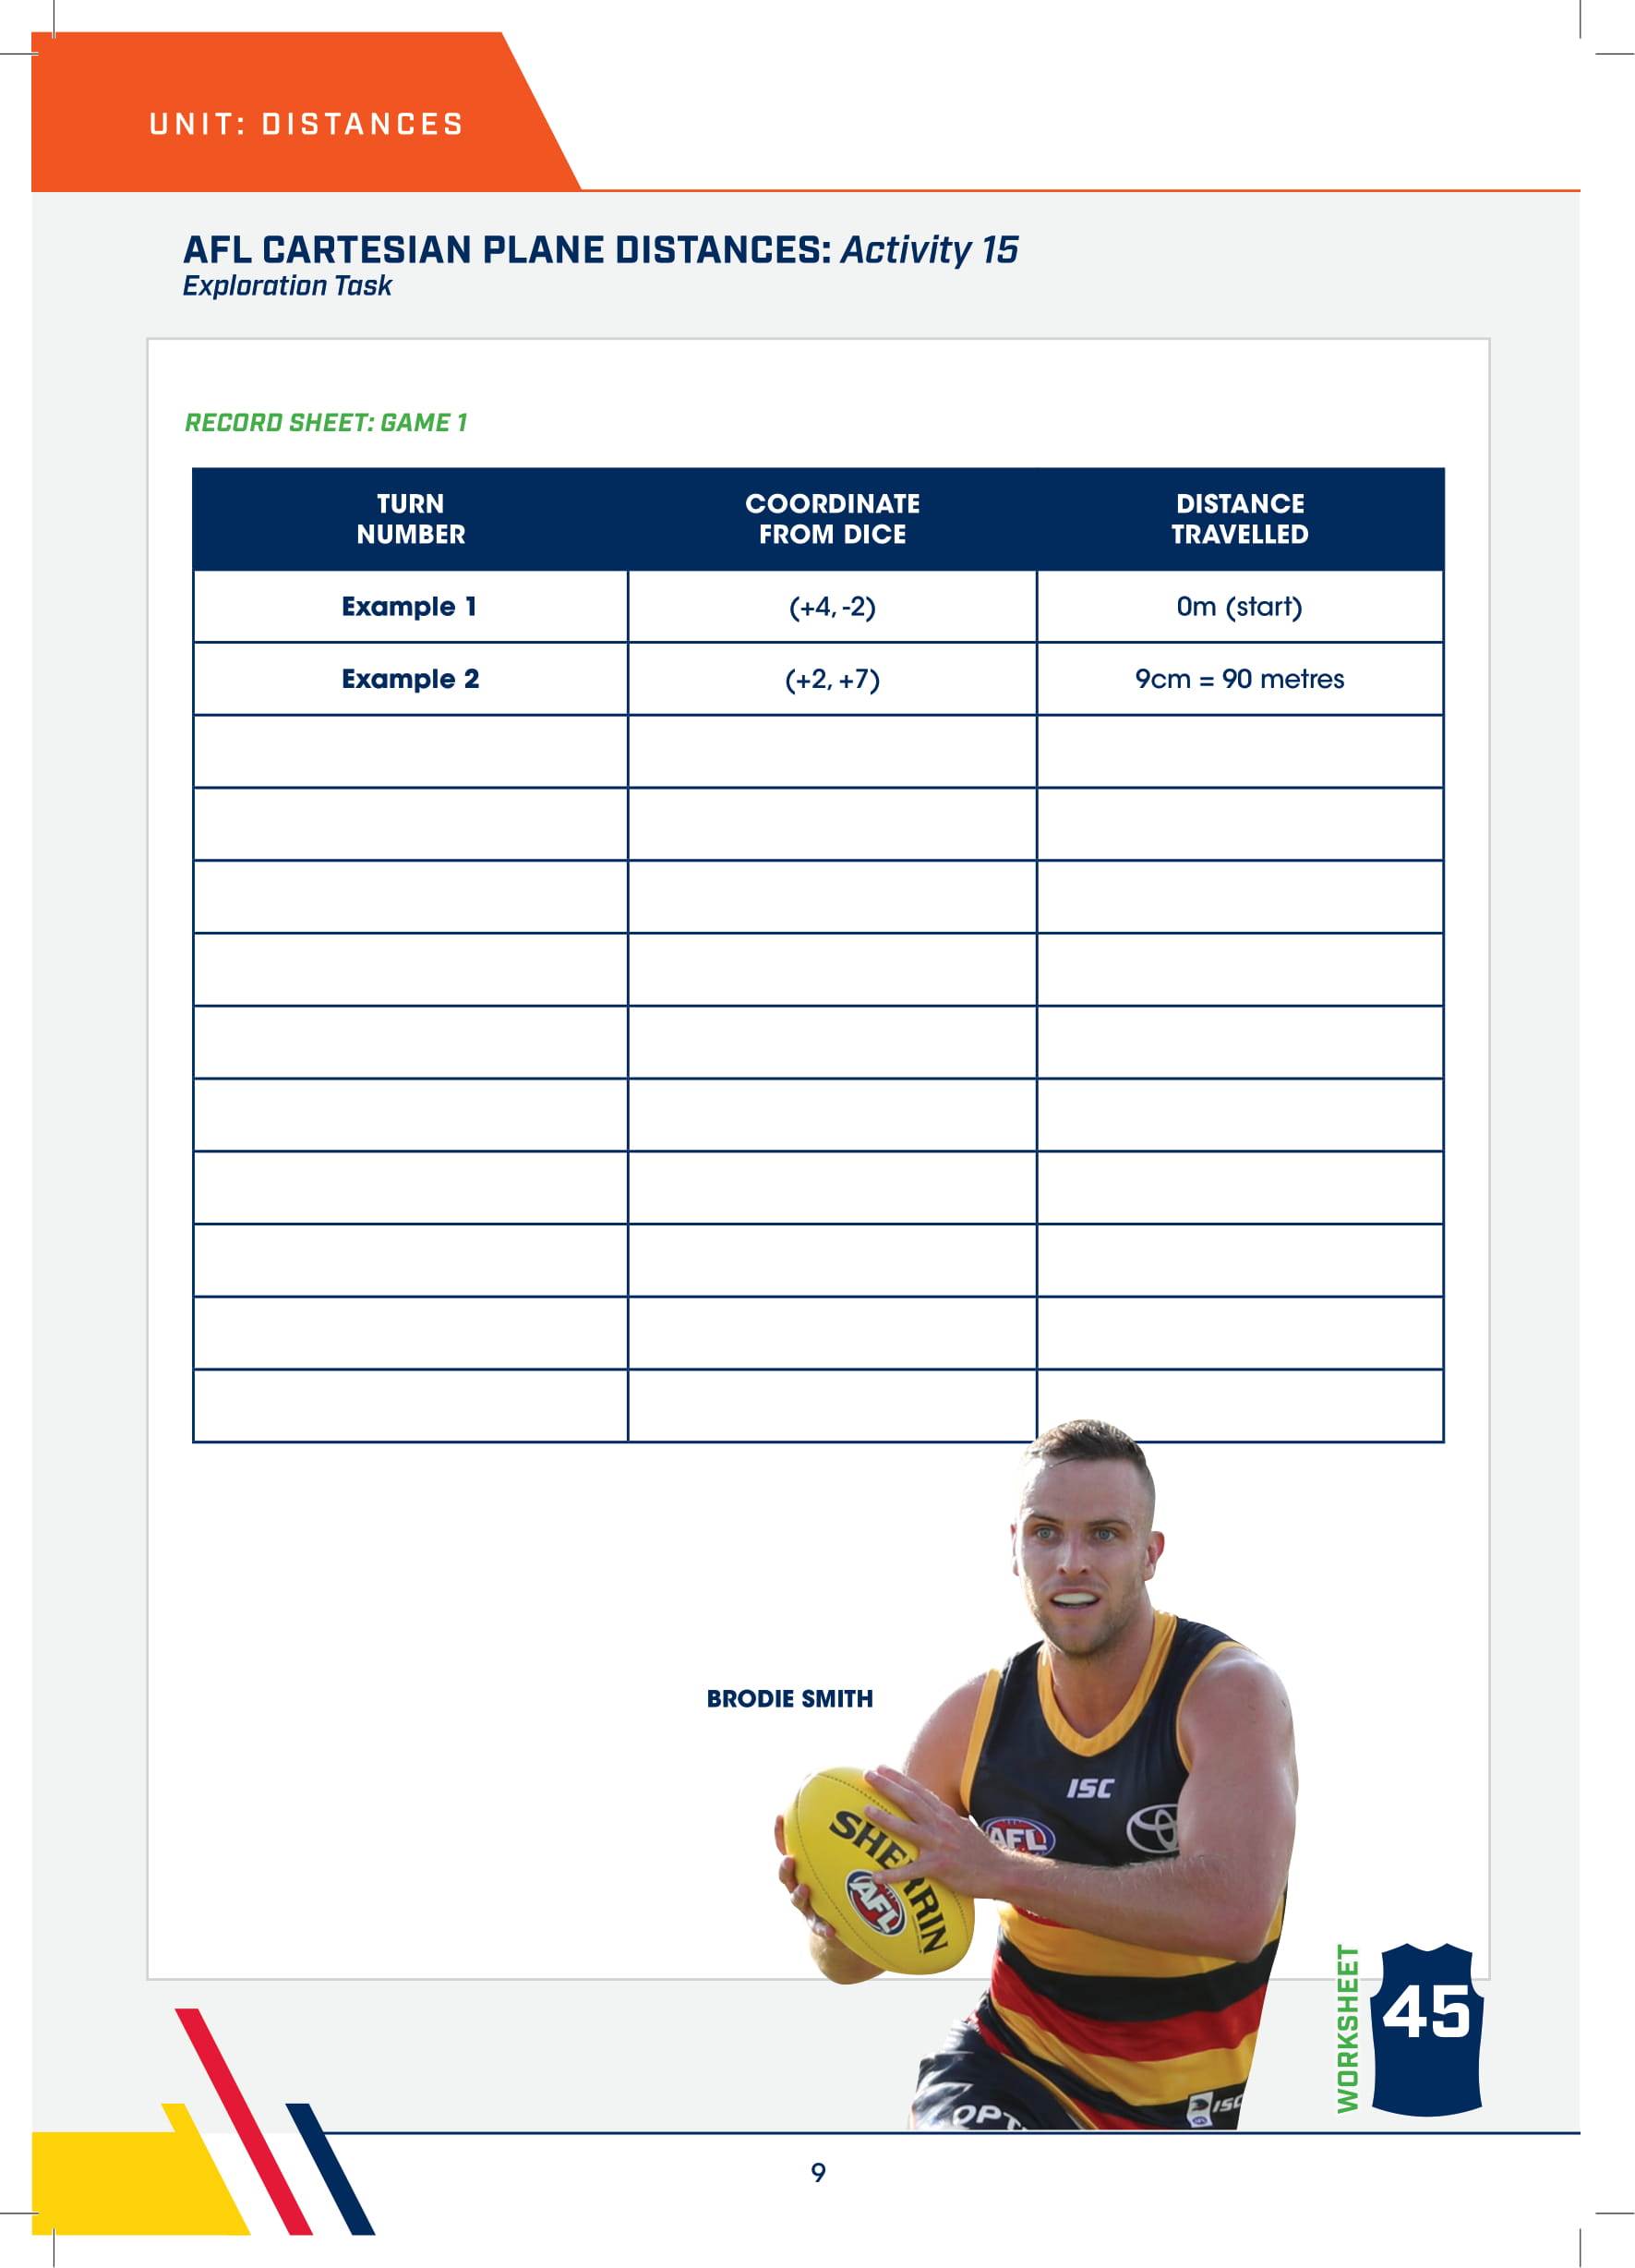 UNIT: DISTANCES
AFL CARTESIAN PLANE DISTANCES: Activity 15
Exploration Task
RECORD SHEET: GAME 1
TURN NUMBER
COORDINATE FROM DICE
DISTANCE TRAVELLED
Example 1
(+4, -2)
0m (start)
Example 2
(+2, +7)
9cm = 90 metres
BRODIE SMITH
ISC
AFL
SHERRIN
AFL
ISC
OPT
WORKSHEET
45
9